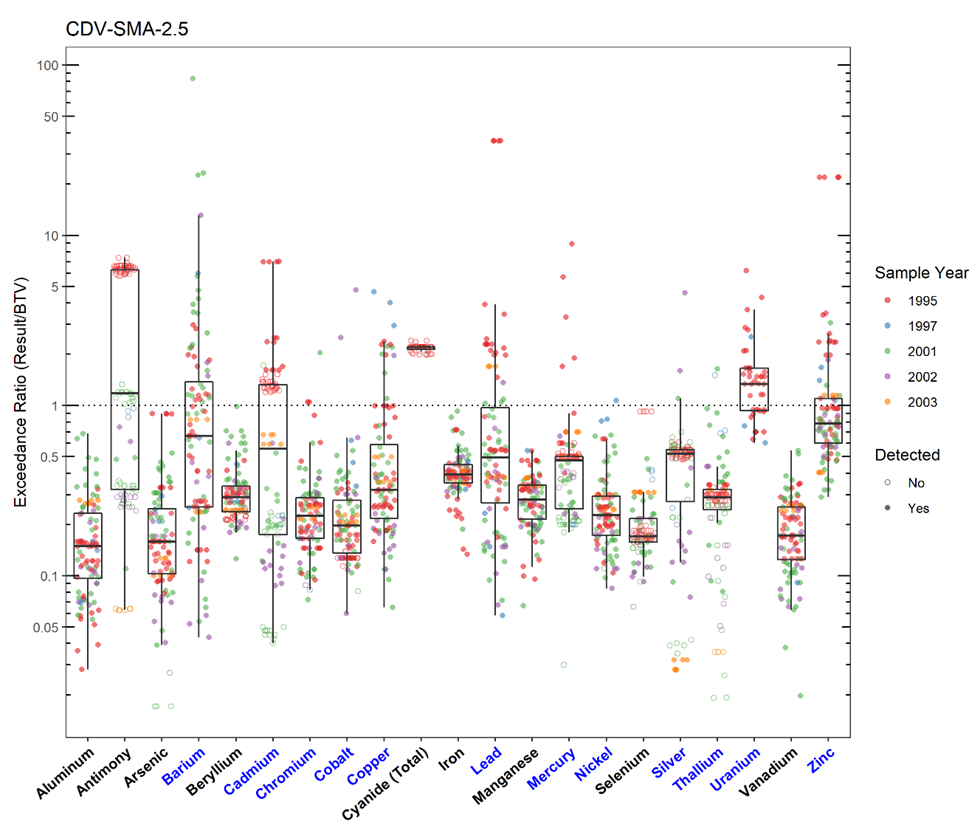 CDV-SMA-2.5
Exceedance Ratio (Result/BTV)
100
50
10
5
1
0.5
0.1
0.05
Aluminum
Antimony
Arsenic
Barium
Beryllium
Cadmium
Chromium
Cobalt
Copper
Cyanide (Total)
Iron
Lead
Manganese
Mercury
Nickel
Selenium
Silver
Thallium
Uranium
Vanadium
Zinc
Sample Year
1995
1997
2001
2002
2003
Detected
No
Yes